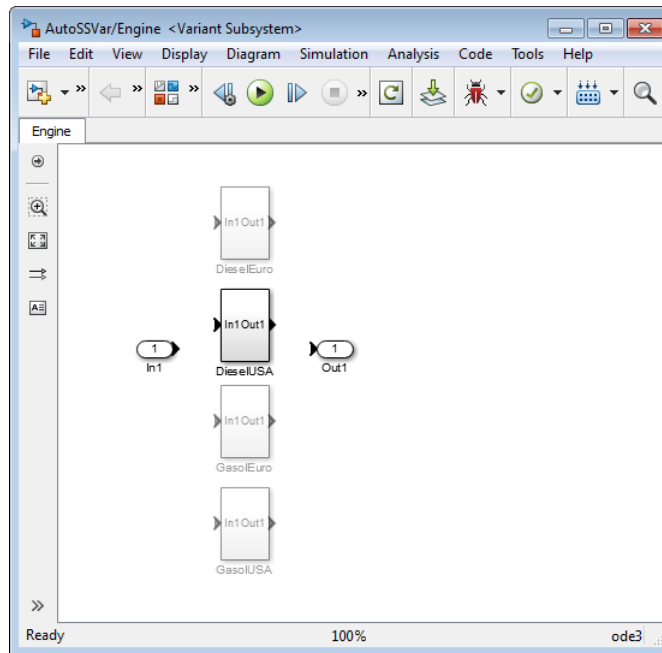 AutoSSVar/Engine <Variant Subsystem>
File Edit View Display Diagram Simulation Analysis Code Tools Help
Engine
In1 Out1
DieselEuro
In1 Out1
DieselUSA
1
In1
1
Out1
In1 Out1
GasolEuro
In1 Out1
GasolUSA
Ready 100% ode3